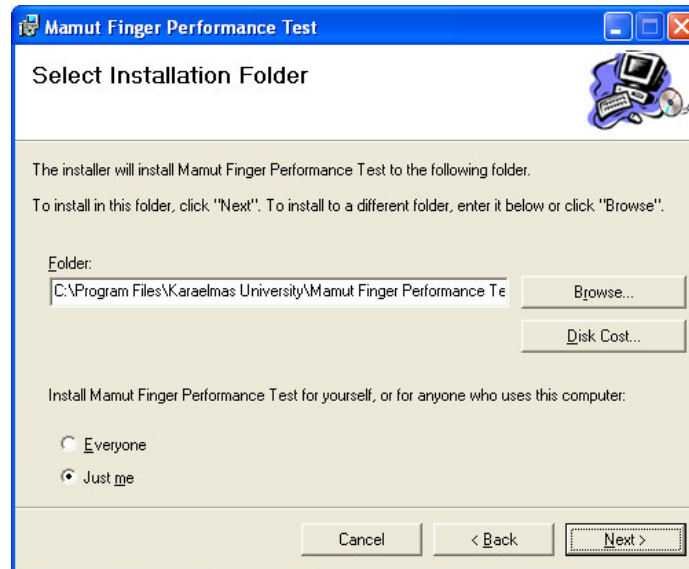 Mamut Finger Performance Test
Select Installation Folder
The installer will install Mamut Finger Performance Test to the following folder.
To install in this folder, click "Next". To install to a different folder, enter it below or click "Browse".
Folder:
C:\Program Files\Karaelmas University\Mamut Finger Performance Te
Browse...
Disk Cost...
Install Mamut Finger Performance Test for yourself, or for anyone who uses this computer:
Everyone
Just me
Cancel
< Back
Next >